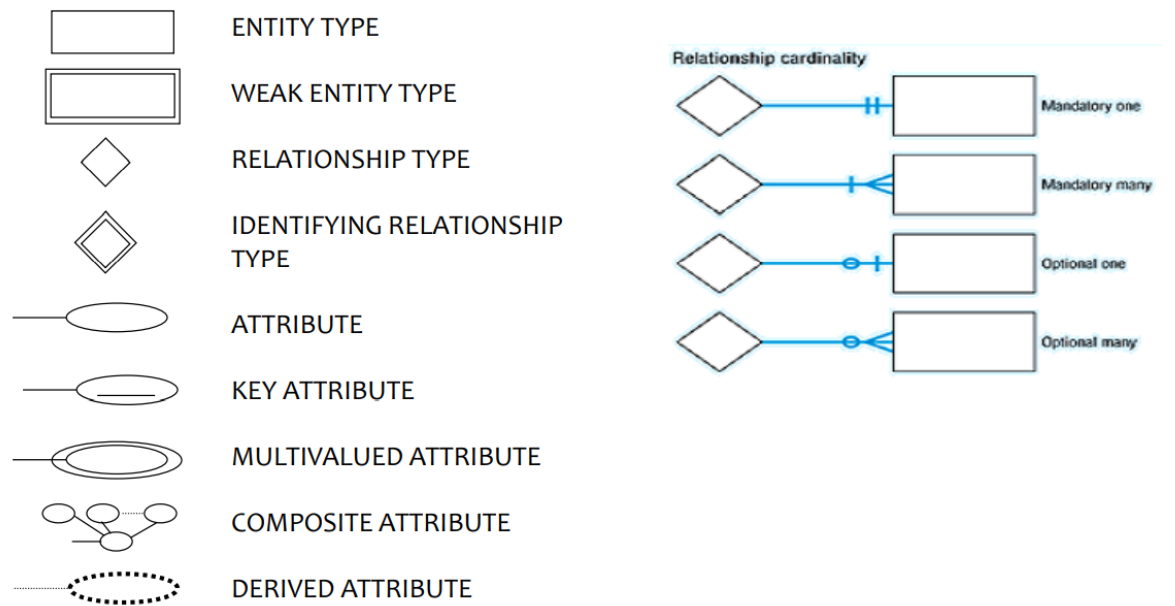 ENTITY TYPE
WEAK ENTITY TYPE
RELATIONSHIP TYPE
IDENTIFYING RELATIONSHIP
TYPE
ATTRIBUTE
KEY ATTRIBUTE
MULTIVALUED ATTRIBUTE
COMPOSITE ATTRIBUTE
DERIVED ATTRIBUTE
Relationship cardinality
Mandatory one
Mandatory many
Optional one
Optional many